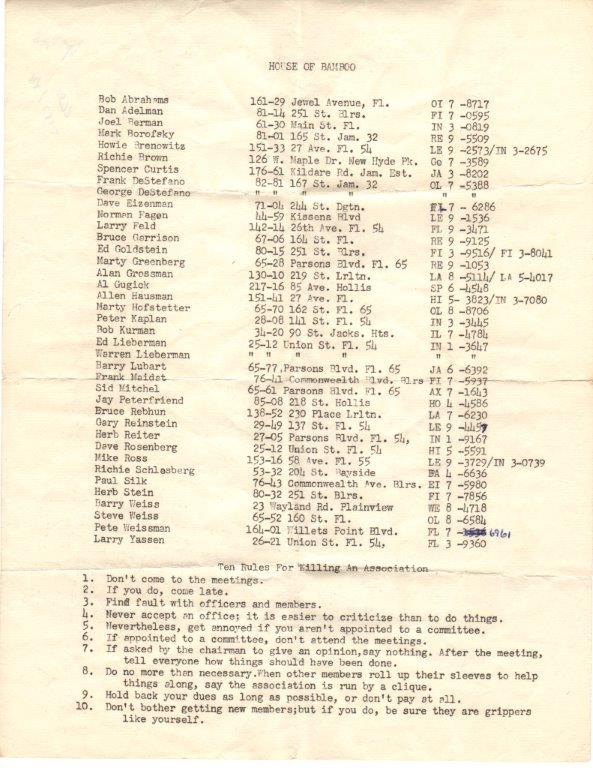 HOUSE OF BAMBOO
Bob Abrahams 161-29 Jewel Avenue, Fl. OI 7 -8717
Dan Adelman 81-14 251 St. Blrs. FI 7 -0595
Joel Berman 61-30 Main St. Fl. IN 3 -0819
Mark Borofsky 81-01 165 St. Jam. 32 RE 9 -5509
Howie Brenowitz 151-33 27 Ave. Fl. 54 LE 9 -2573/IN 3-2675
Richie Brown 126 W. Maple Dr. New Hyde Pk. Ge 7 -3589
Spencer Curtis 176-61 Kildare Rd. Jam. Est. JA 3 -8202
Frank DeStefano 82-81 167 St. Jam. 32 OL 7 -5388
George DeStefano " " " " " "
Dave Eizenman 71-04 244 St. Dgtn. 7 - 6286
Norman Fagen 44-59 Kissena Blvd LE 9 -1536
Larry Feld 142-14 26th Ave. Fl. 54 FL 9 -3471
Bruce Garrison 67-06 164 St. Fl. RE 9 -9125
Ed Goldstein 80-15 251 St. Blrs. FI 3 -9516/ FI 3-8041
Marty Greenberg 65-28 Parsons Blvd. Fl. 65 RE 9 -1053
Alan Grossman 130-10 219 St. Lrltn. LA 8 -5114/ LA 5-4017
Al Gugick 217-16 85 Ave. Hollis SP 6 -4548
Allen Hausman 151-41 27 Ave. Fl. HI 5- 3823/IN 3-7080
Marty Hofstetter 65-70 162 St. Fl. 65 OL 8 -8706
Peter Kaplan 28-08 141 St. Fl. 54 IN 3 -3445
Bob Kurman 34-20 90 St. Jacks. Hts. IL 7 -4784
Ed Lieberman 25-12 Union St. Fl. 54 IN 1 -3647
Warren Lieberman " " " " " "
Barry Lubart 65-77,Parsons Blvd. Fl. 65 JA 6 -6392
Frank Maidat 76-41 Commonwealth Blvd. Blrs FI 7 -5937
Sid Mitchel 65-61 Parsons Blvd. Fl. 65 AX 7 -1643
Jay Peterfriend 85-08 218 St. Hollis HO 4 -4586
Bruce Rebhun 138-52 230 Place Lrltn. LA 7 -6230
Gary Reinstein 29-49 137 St. Fl. 54 LE 9 -4457
Herb Reiter 27-05 Parsons Blvd. Fl. 54, IN 1 -9167
Dave Rosenberg 25-12 Union St. Fl. 54 HI 5 -5591
Mike Ross 153-16 58 Ave. Fl. 55 LE 9 -3729/IN 3-0739
Richie Schlosberg 53-32 204 St. Bayside BA 4 -6636
Paul Silk 76-43 Commonwealth Ave. Blrs. EI 7 -5980
Herb Stein 80-32 251 St. Blrs. FI 7 -7856
Barry Weiss 23 Wayland Rd. Plainview WE 8 -4718
Steve Weiss 65-52 160 St. Fl. OL 8 -6584
Pete Weissman 164-01 Willets Point Blvd. FL 7 - 6961
Larry Yassen 26-21 Union St. Fl. 54, FL 3 -9360
Ten Rules For Killing An Association
1. Don't come to the meetings.
2. If you do, come late.
3. Find fault with officers and members.
4. Never accept an office; it is easier to criticize than to do things.
5. Nevertheless, get annoyed if you aren't appointed to a committee.
6. If appointed to a committee, don't attend the meetings.
7. If asked by the chairman to give an opinion,say nothing. After the meeting,
tell everyone how things should have been done.
8. Do no more than necessary.When other members roll up their sleeves to help
things along, say the association is run by a clique.
9. Hold back your dues as long as possible, or don't pay at all.
10. Don't bother getting new members;but if you do, be sure they are grippers
like yourself.